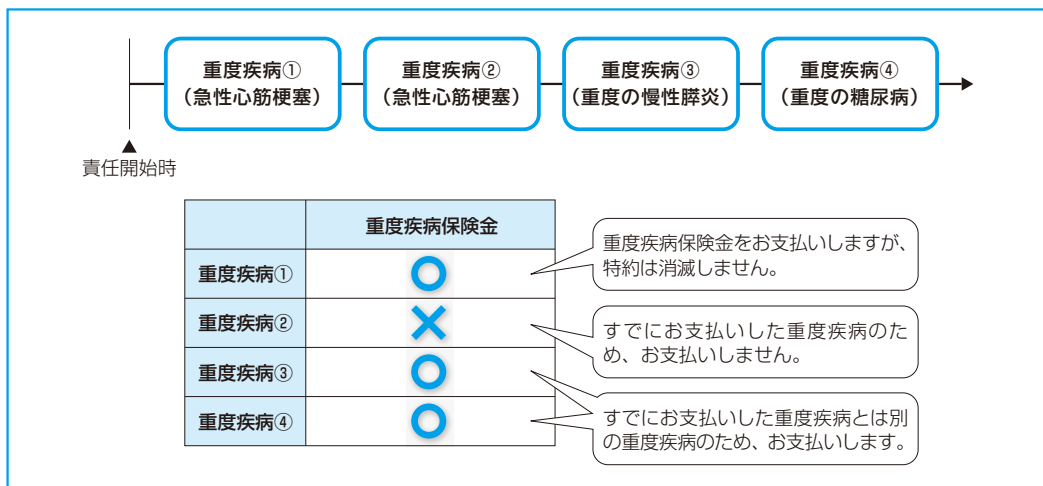 重度疾病①
（急性心筋梗塞）
重度疾病②
（急性心筋梗塞）
重度疾病③
（重度の慢性膵炎）
重度疾病④
（重度の糖尿病）
責任開始時
重度疾病保険金
重度疾病①
重度疾病②
重度疾病③
重度疾病④
重度疾病保険金をお支払いしますが、
特約は消滅しません。
すでにお支払いした重度疾病のた
め、お支払いしません。
すでにお支払いした重度疾病とは別
の重度疾病のため、お支払いします。